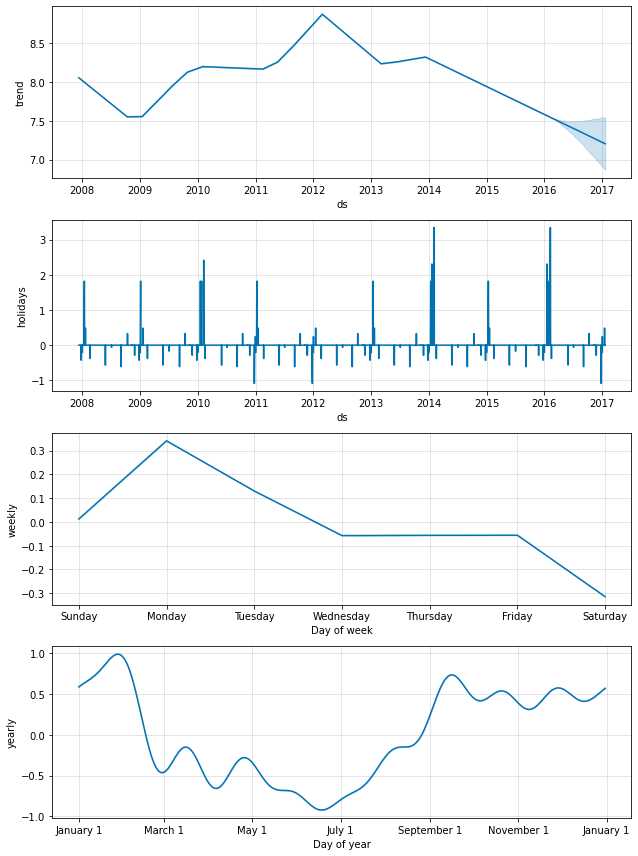 trend
8.5
8.0
7.5
7.0
2008 2009 2010 2011 2012 2013 2014 2015 2016 2017
ds
holidays
3
2
1
0
−1
2008 2009 2010 2011 2012 2013 2014 2015 2016 2017
ds
weekly
0.3
0.2
0.1
0.0
−0.1
−0.2
−0.3
Sunday Monday Tuesday Wednesday Thursday Friday Saturday
Day of week
yearly
1.0
0.5
0.0
−0.5
−1.0
January 1 March 1 May 1 July 1 September 1 November 1 January 1
Day of year